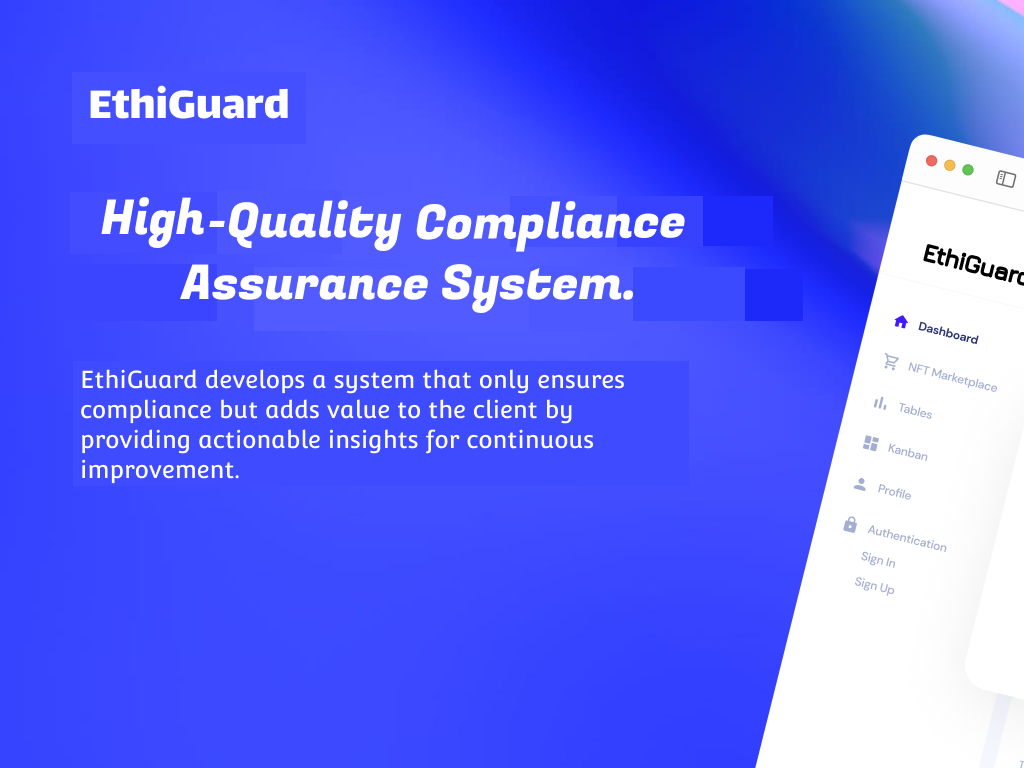 EthiGuard
High-Quality Compliance
Assurance System.
EthiGuard develops a system that only ensures
compliance but adds value to the client by
providing actionable insights for continuous
improvement.
Dashboard
NFT Marketplace
Tables
Kanban
Profile
Authentication
Sign In
Sign Up